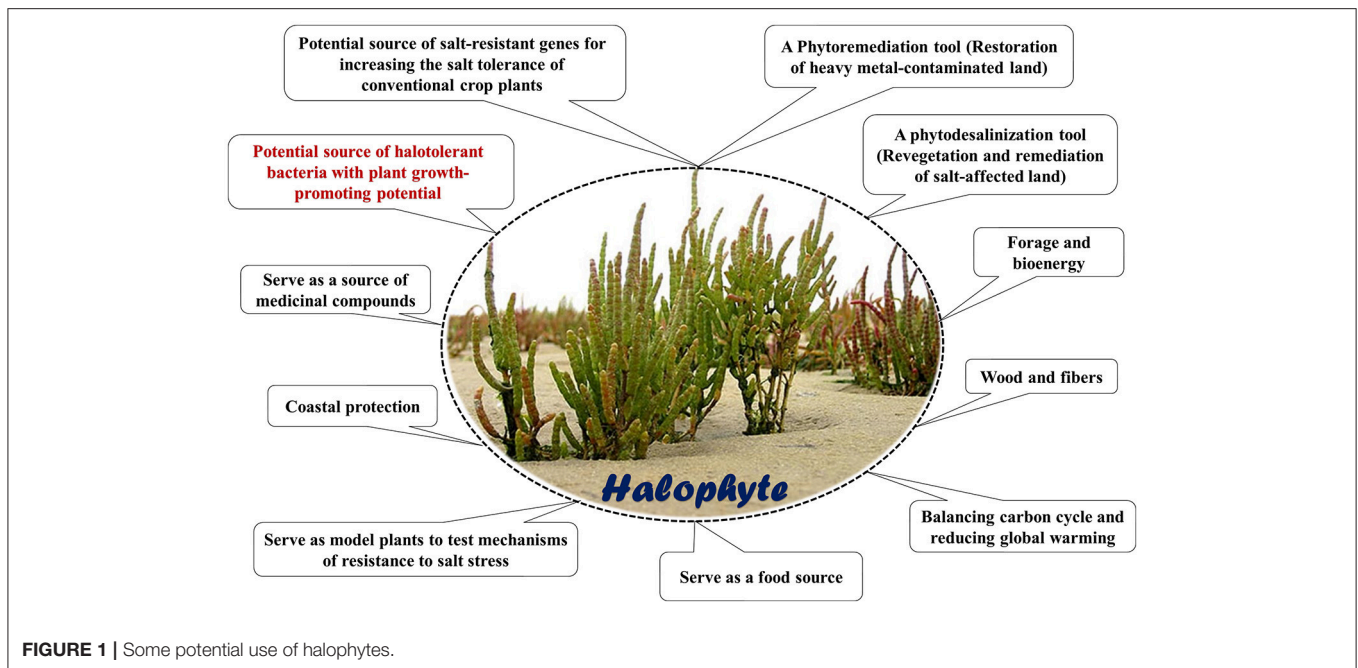 Potential source of salt-resistant genes for
increasing the salt tolerance of
conventional crop plants
A Phytoremediation tool (Restoration
of heavy metal-contaminated land)
Potential source of halotolerant
bacteria with plant growth-
promoting potential
A phytodesalinization tool
(Revegetation and remediation
of salt-affected land)
Serve as a source of
medicinal compounds
Forage and
bioenergy
Coastal protection
Wood and fibers
Halophyte
Serve as model plants to test mechanisms
of resistance to salt stress
Serve as a food source
Balancing carbon cycle and
reducing global warming
FIGURE 1 | Some potential use of halophytes.